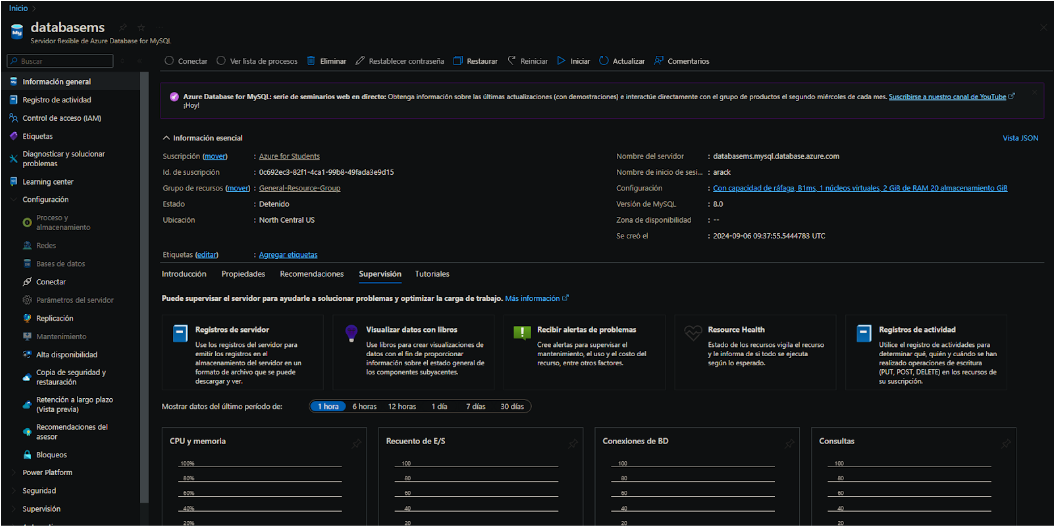 Inicio >
databasems
Servidor flexible de Azure Database for MySQL
Buscar
Conectar Ver lista de procesos Eliminar Restablecer contraseña Restaurar Reiniciar Iniciar Actualizar Comentarios
Información general
Registro de actividad
Control de acceso (IAM)
Etiquetas
Diagnosticar y solucionar
problemas
Learning center
Configuración
Proceso y
almacenamiento
Redes
Bases de datos
Conectar
Parámetros del servidor
Replicación
Mantenimiento
Alta disponibilidad
Copia de seguridad y
restauración
Retención a largo plazo
(Vista previa)
Recomendaciones del
asesor
Bloqueos
Power Platform
Seguridad
Supervisión
Azure Database for MySQL: serie de seminarios web en directo: Obtenga información sobre las últimas actualizaciones (con demostraciones) e interactúe directamente con el grupo de productos el segundo miércoles de cada mes. Suscribirse a nuestro canal de YouTube
¡Hoy!
Información esencial
Vista JSON
Suscripción (mover) : Azure for Students
Id. de suscripción : 0c692ec3-82f1-4ca1-99b8-49fada3e9d15
Grupo de recursos (mover) : General-Resource-Group
Estado : Detenido
Ubicación : North Central US
Nombre del servidor : databasems.mysql.database.azure.com
Nombre de inicio de sesi... : arack
Configuración : Con capacidad de ráfaga, B1ms, 1 núcleos virtuales, 2 GiB de RAM 20 almacenamiento GiB
Versión de MySQL : 8.0
Zona de disponibilidad : --
Se creó el : 2024-09-06 09:37:55.5444783 UTC
Etiquetas (editar) : Agregar etiquetas
Introducción Propiedades Recomendaciones Supervisión Tutoriales
Puede supervisar el servidor para ayudarle a solucionar problemas y optimizar la carga de trabajo. Más información
Registros de servidor
Use los registros del servidor para
emitir los registros en el
almacenamiento del servidor en un
formato de archivo que se puede
descargar y ver.
Visualizar datos con libros
Use libros para crear visualizaciones de
datos con el fin de proporcionar
información sobre el estado general de
los componentes subyacentes.
Recibir alertas de problemas
Cree alertas para supervisar el
mantenimiento, el uso y el costo del
recurso, entre otros factores.
Resource Health
Estado de los recursos vigila el recurso
y le informa de si todo se ejecuta
según lo esperado.
Registros de actividad
Utilice el registro de actividades para
determinar qué, quién y cuándo se han
realizado operaciones de escritura
(PUT, POST, DELETE) en los recursos de
su suscripción.
Mostrar datos del último período de: 1 hora 6 horas 12 horas 1 día 7 días 30 días
CPU y memoria
100%
80%
60%
40%
20%
Recuento de E/S
100
80
60
40
20
Conexiones de BD
100
80
60
40
20
Consultas
100
80
60
40
20